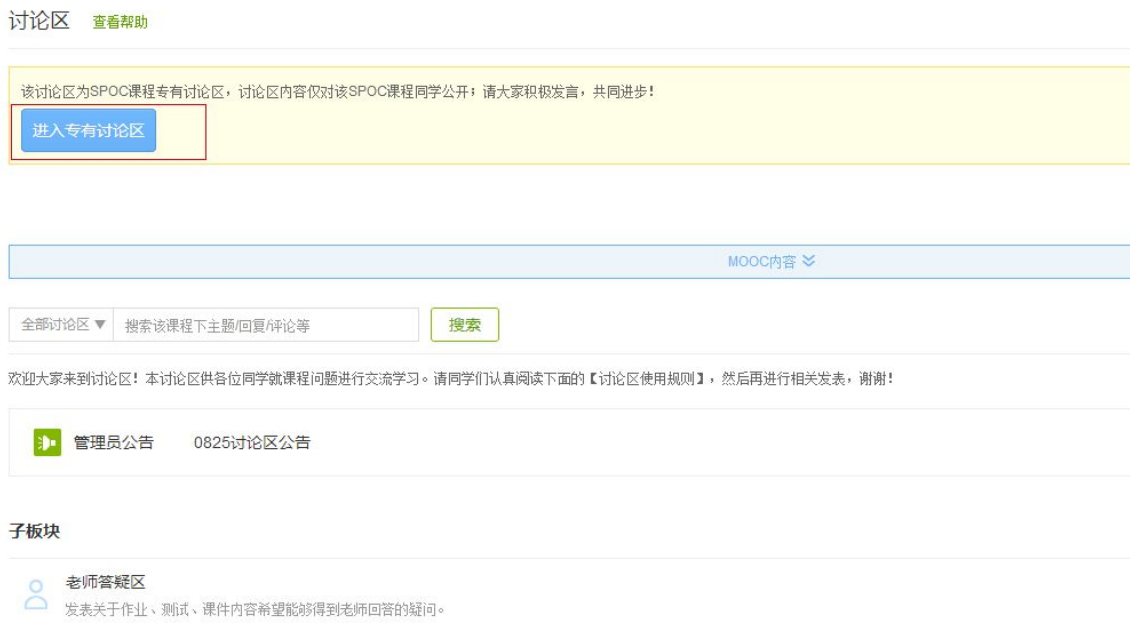 讨论区 查看帮助
该讨论区为SPOC课程专有讨论区，讨论区内容仅对该SPOC课程同学公开；请大家积极发言，共同进步！
进入专有讨论区
MOOC内容
全部讨论区 搜索该课程下主题/回复/评论等 搜索
欢迎大家来到讨论区！本讨论区供各位同学就课程问题进行交流学习。请同学们认真阅读下面的【讨论区使用规则】，然后再进行相关发表，谢谢！
管理员公告 0825讨论区公告
子板块
老师答疑区
发表关于作业、测试、课件内容希望能够得到老师回答的疑问。